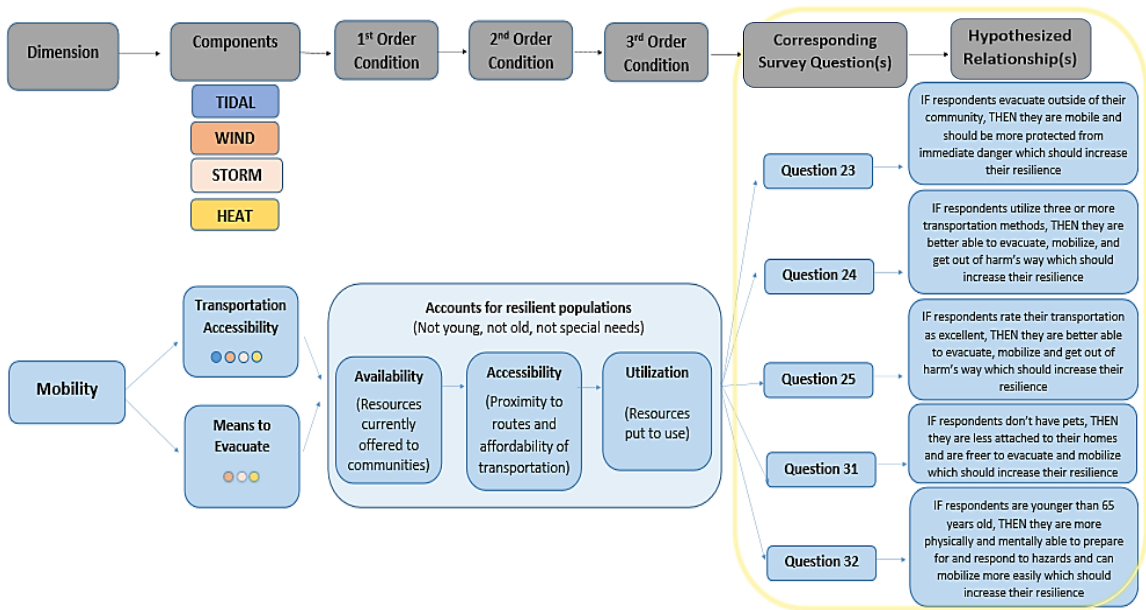 Dimension
Components
1st Order
Condition
2nd Order
Condition
3rd Order
Condition
Corresponding
Survey Question(s)
Hypothesized
Relationship(s)
TIDAL
WIND
STORM
HEAT
Mobility
Transportation
Accessibility
Means to
Evacuate
Accounts for resilient populations
(Not young, not old, not special needs)
Availability
(Resources
currently
offered to
communities)
Accessibility
(Proximity to
routes and
affordability of
transportation)
Utilization
(Resources
put to use)
Question 23
IF respondents evacuate outside of their
community, THEN they are mobile and
should be more protected from
immediate danger which should increase
their resilience
Question 24
IF respondents utilize three or more
transportation methods, THEN they are
better able to evacuate, mobilize, and
get out of harm's way which should
increase their resilience
Question 25
IF respondents rate their transportation
as excellent, THEN they are better able
to evacuate, mobilize and get out of
harm's way which should increase their
resilience
Question 31
IF respondents don't have pets, THEN
they are less attached to their homes
and are freer to evacuate and mobilize
which should increase their resilience
Question 32
IF respondents are younger than 65
years old, THEN they are more
physically and mentally able to prepare
for and respond to hazards and can
mobilize more easily which should
increase their resilience